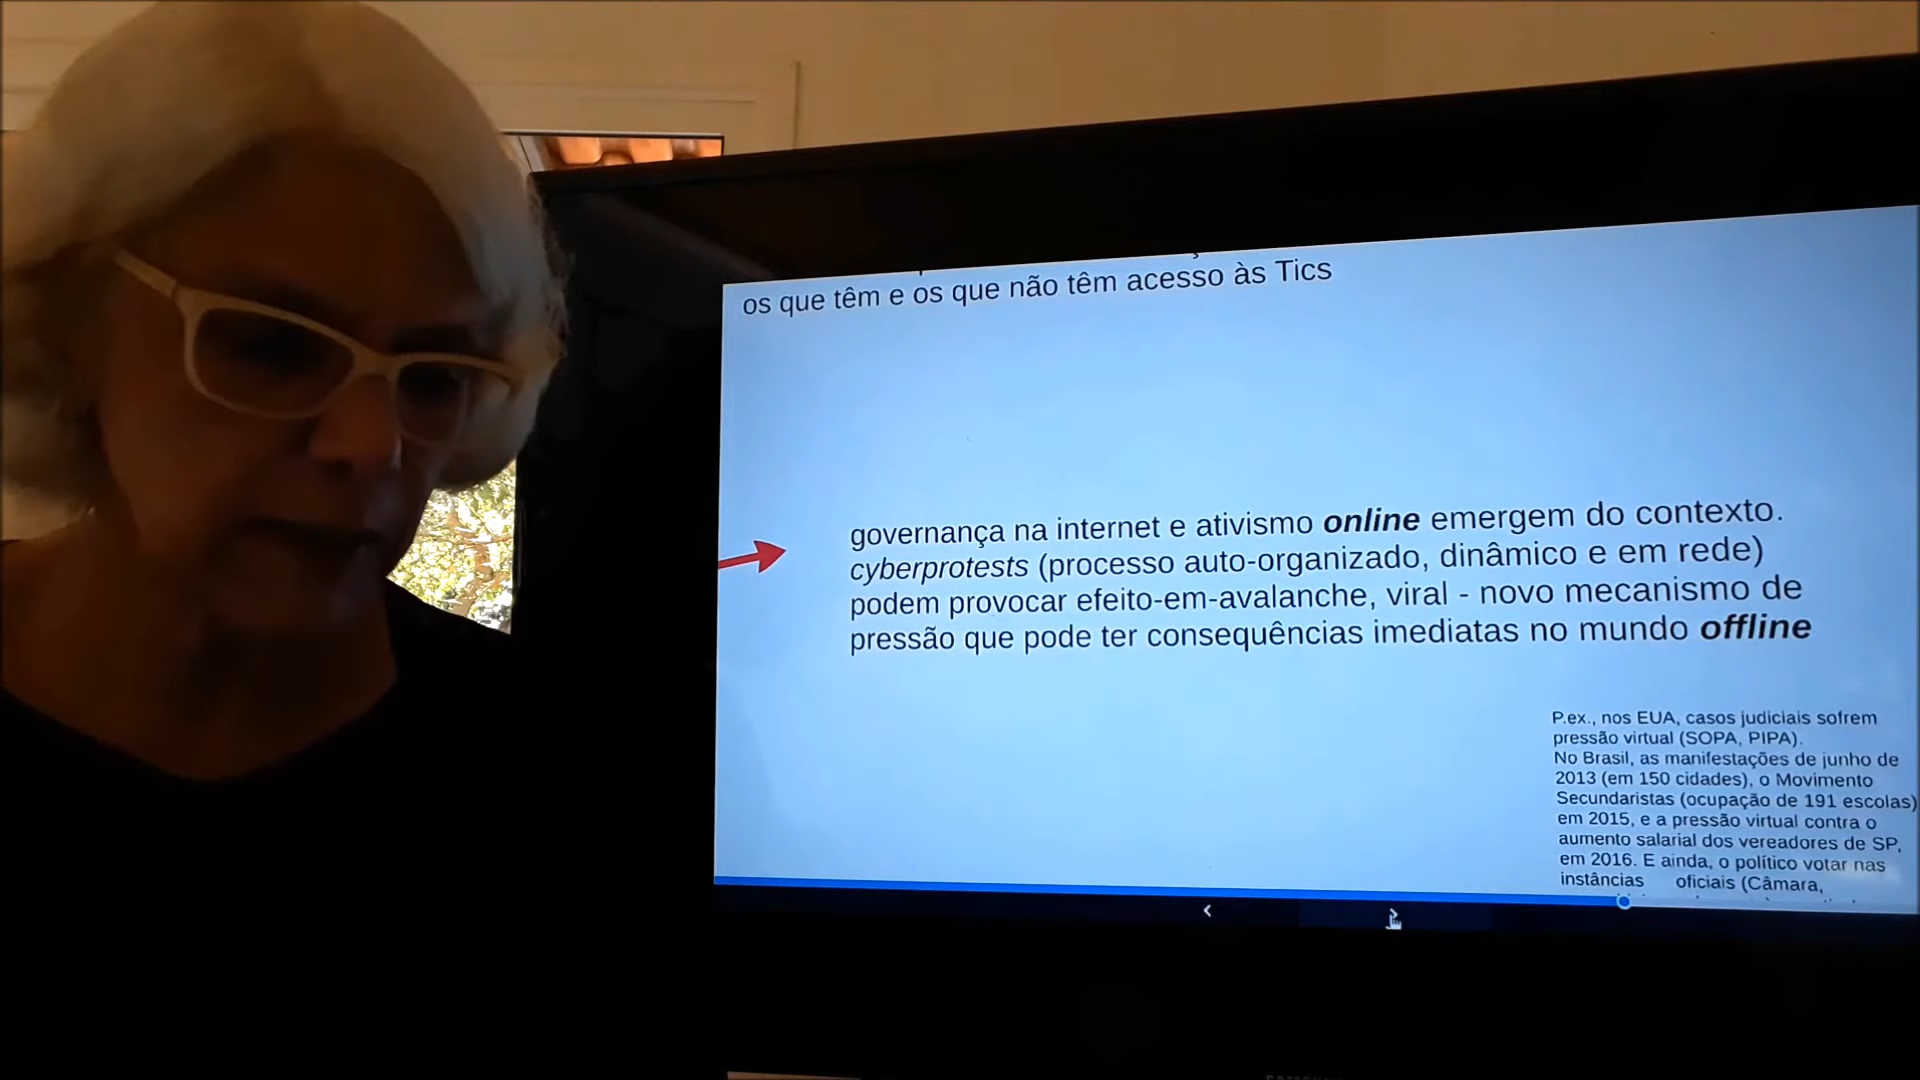 os que têm e os que não têm acesso às Tics
governança na internet e ativismo online emergem do contexto.
cyberprotests (processo auto-organizado, dinâmico e em rede)
podem provocar efeito-em-avalanche, viral - novo mecanismo de
pressão que pode ter consequências imediatas no mundo offline
P.ex., nos EUA, casos judiciais sofrem
pressão virtual (SOPA, PIPA).
No Brasil, as manifestações de junho de
2013 (em 150 cidades), o Movimento
Secundaristas (ocupação de 191 escolas)
em 2015, e a pressão virtual contra o
aumento salarial dos vereadores de SP,
em 2016. E ainda, o político votar nas
instâncias oficiais (Câmara,